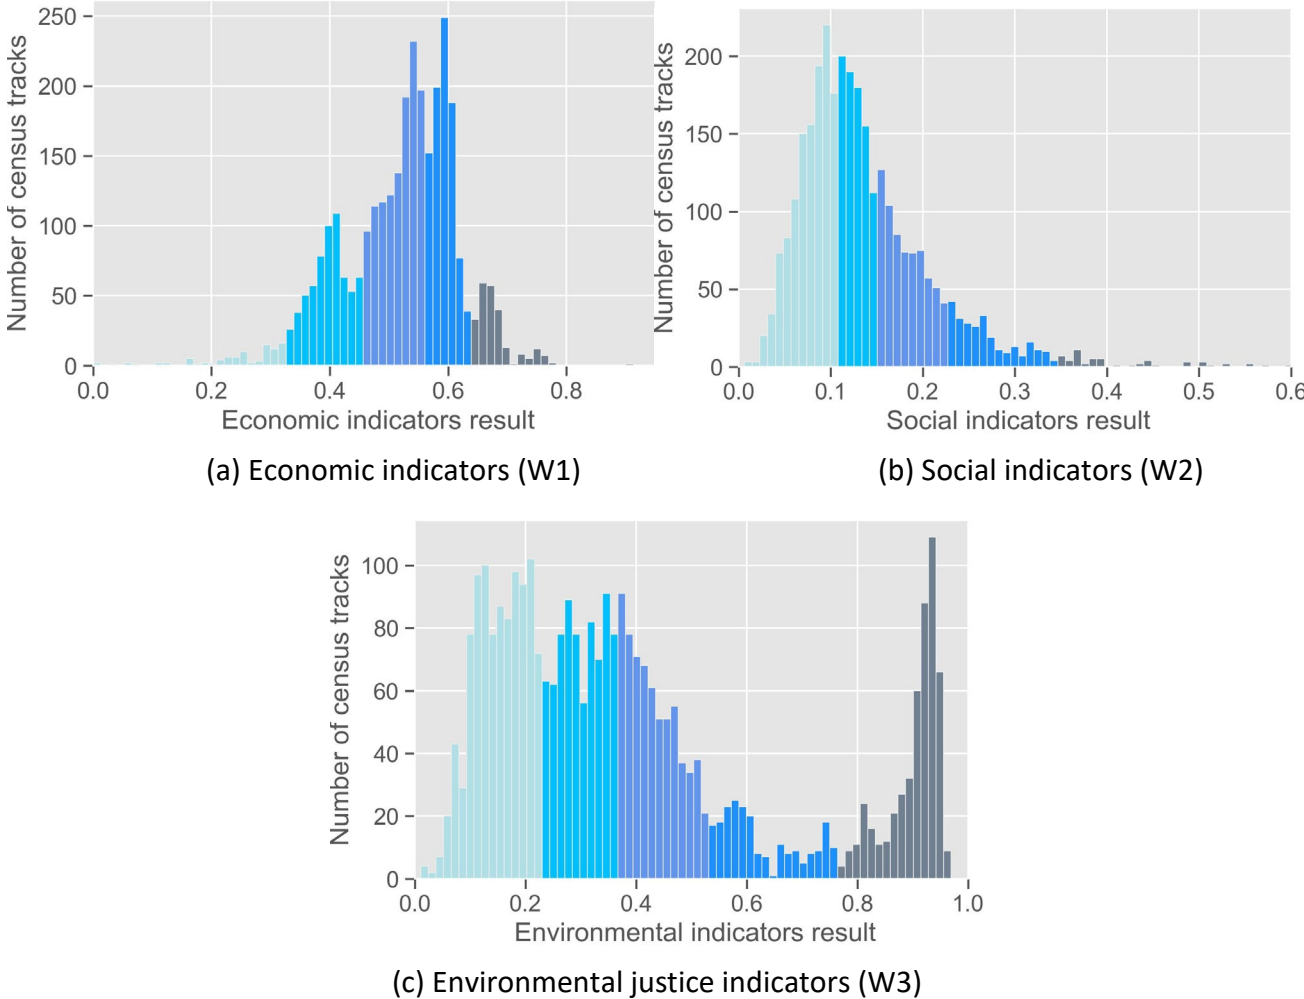 Number of census tracks
250
200
150
100
50
0
0.0 0.2 0.4 0.6 0.8
Economic indicators result
(a) Economic indicators (W1)
Number of census tracks
200
150
100
50
0
0.0 0.1 0.2 0.3 0.4 0.5 0.6
Social indicators result
(b) Social indicators (W2)
Number of census tracks
100
80
60
40
20
0
0.0 0.2 0.4 0.6 0.8 1.0
Environmental indicators result
(c) Environmental justice indicators (W3)